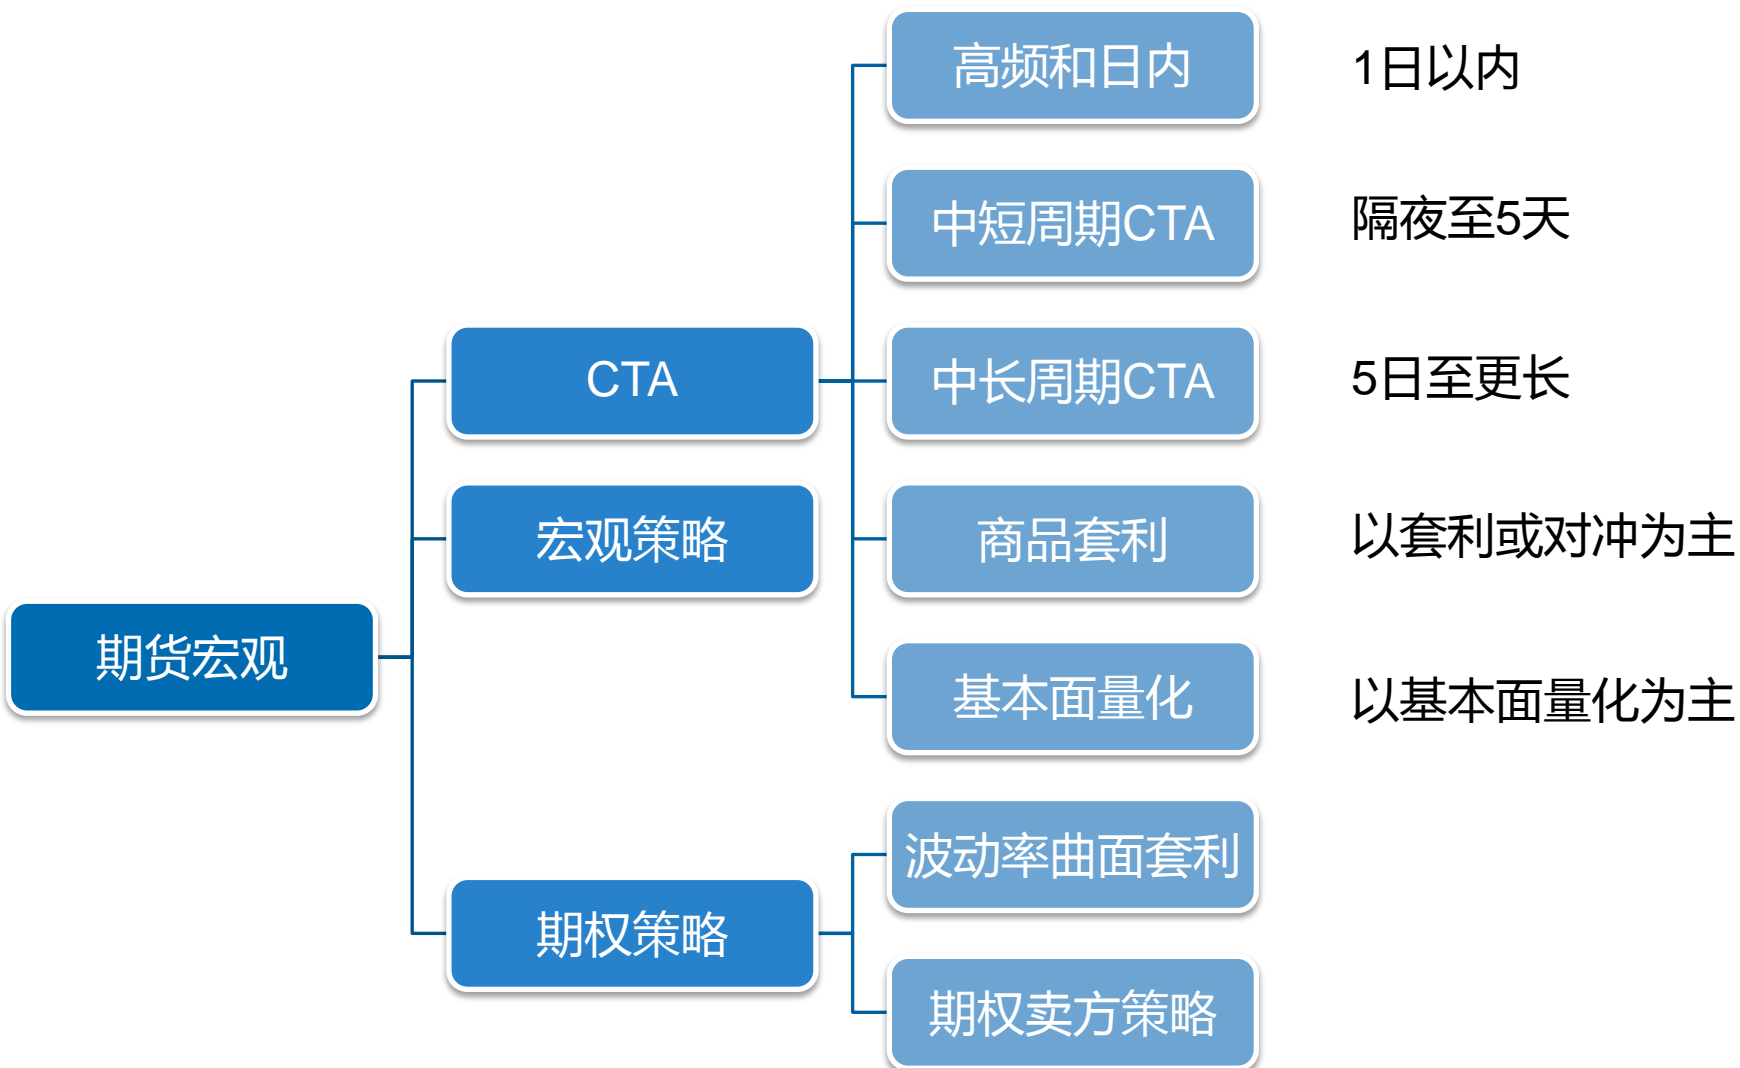 高频和日内
1日以内
中短周期CTA
隔夜至5天
CTA
中长周期CTA
5日至更长
宏观策略
商品套利
以套利或对冲为主
期货宏观
基本面量化
以基本面量化为主
波动率曲面套利
期权策略
期权卖方策略